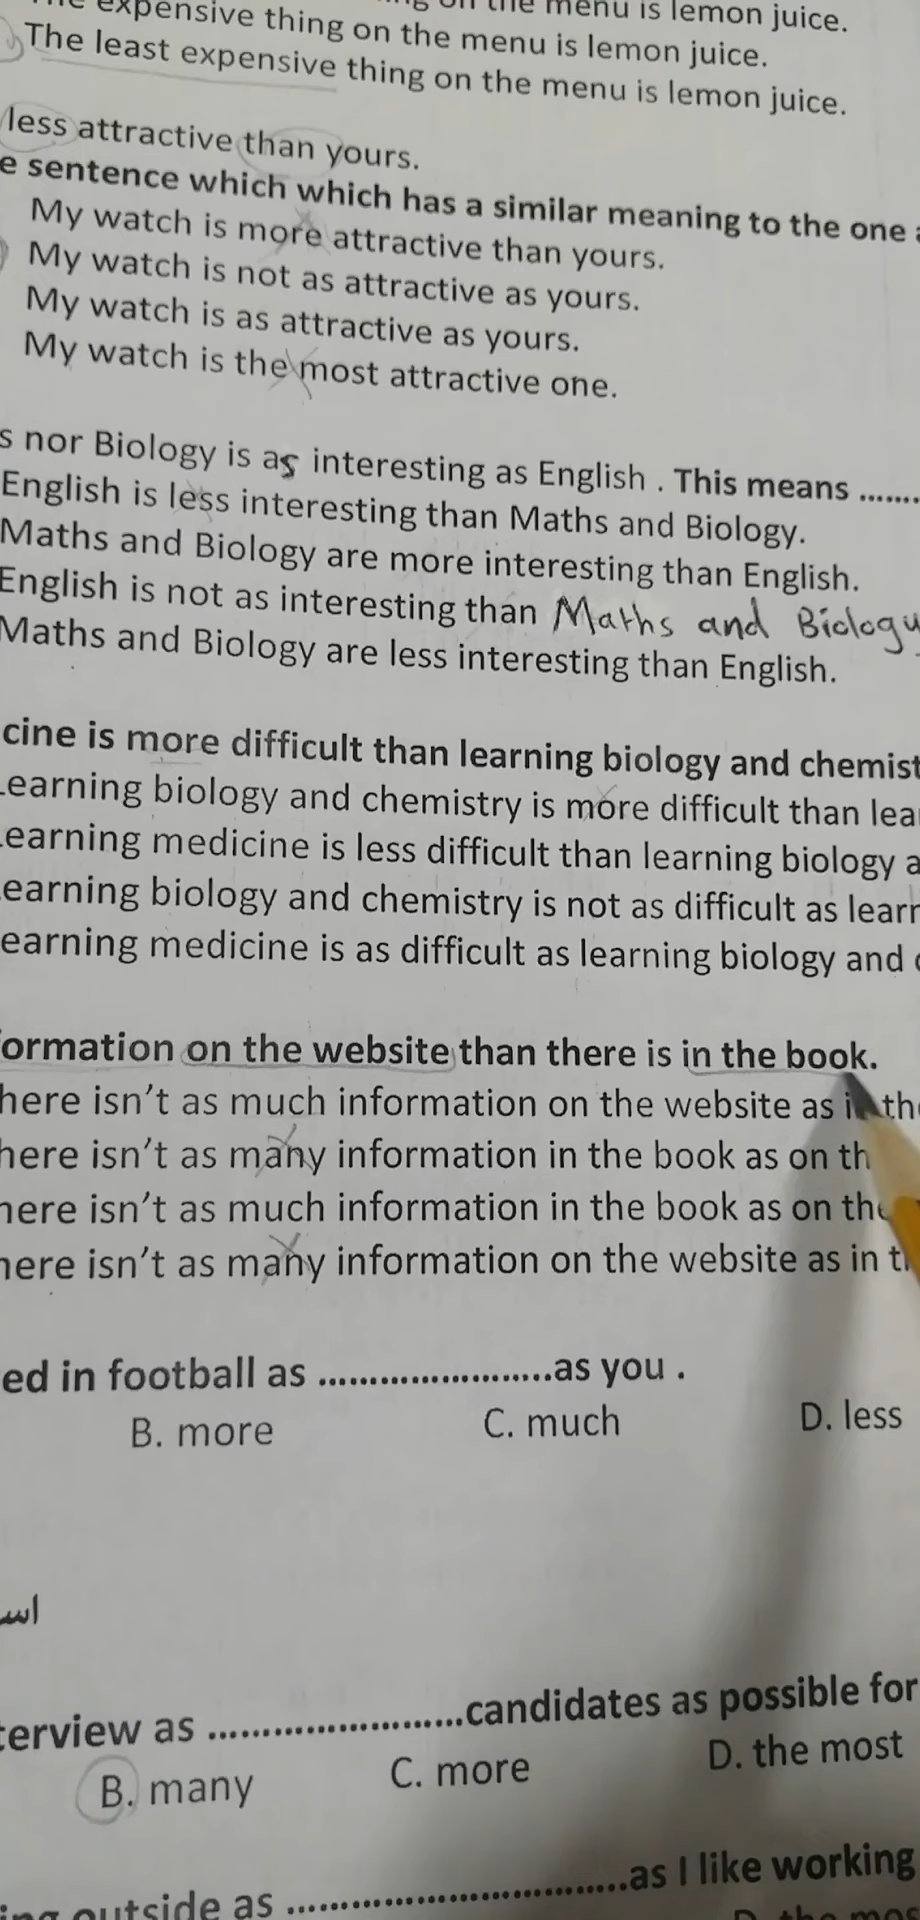 expensive thing on the menu is lemon juice.
The least expensive thing on the menu is lemon juice.
less attractive than yours.
e sentence which which has a similar meaning to the one
My watch is more attractive than yours.
My watch is not as attractive as yours.
My watch is as attractive as yours.
My watch is the most attractive one.
s nor Biology is as interesting as English . This means ........
English is less interesting than Maths and Biology.
Maths and Biology are more interesting than English.
English is not as interesting than Maths and Biology
Maths and Biology are less interesting than English.
cine is more difficult than learning biology and chemist
Learning biology and chemistry is more difficult than lea
earning medicine is less difficult than learning biology a
earning biology and chemistry is not as difficult as learn
earning medicine is as difficult as learning biology and
ormation on the website than there is in the book.
here isn't as much information on the website as in the
here isn't as many information in the book as on th
here isn't as much information in the book as on the
here isn't as many information on the website as in t
ed in football as ........................as you .
B. more C. much D. less
اس
terview as ..........................candidates as possible for
B. many C. more D. the most
ing outside as ..................................as I like working